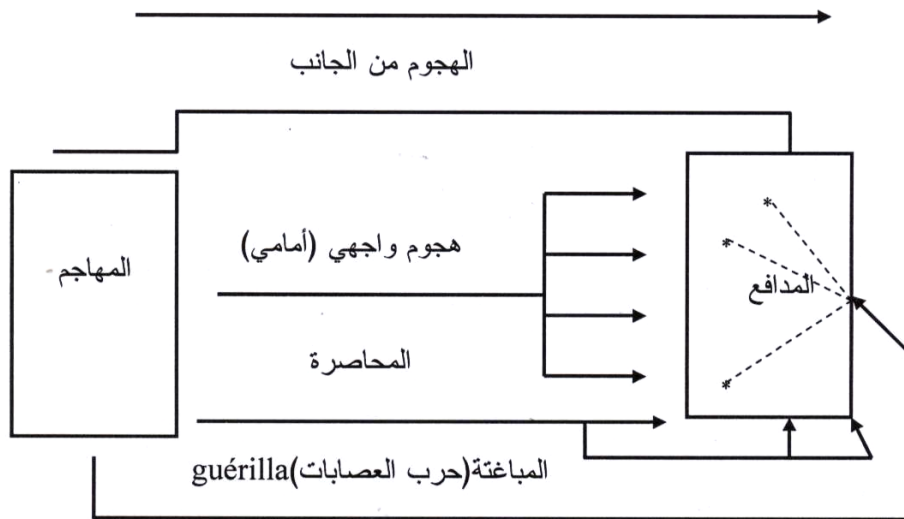 الهجوم من الجانب
المهاجم
هجوم واجهي (أمامي)
المدافع
المحاصرة
المباغتة(حرب العصابات)guérilla